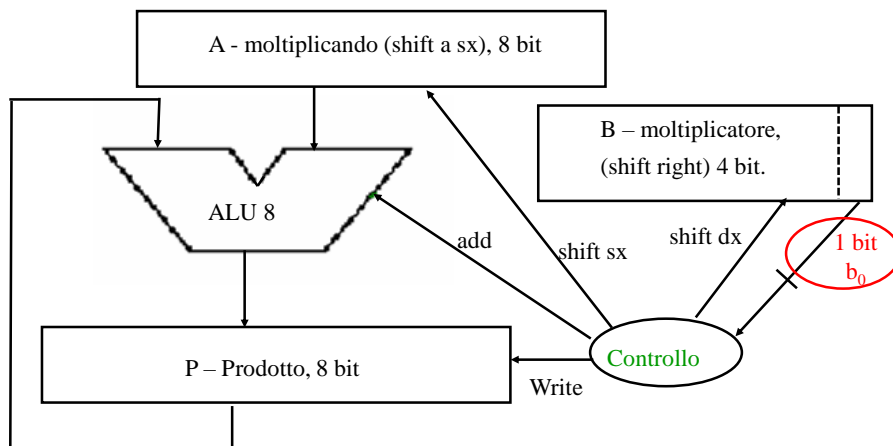 A - moltiplicando (shift a sx), 8 bit
B – moltiplicatore,
(shift right) 4 bit.
ALU 8
add
shift sx
shift dx
1 bit
b₀
P – Prodotto, 8 bit
Controllo
Write